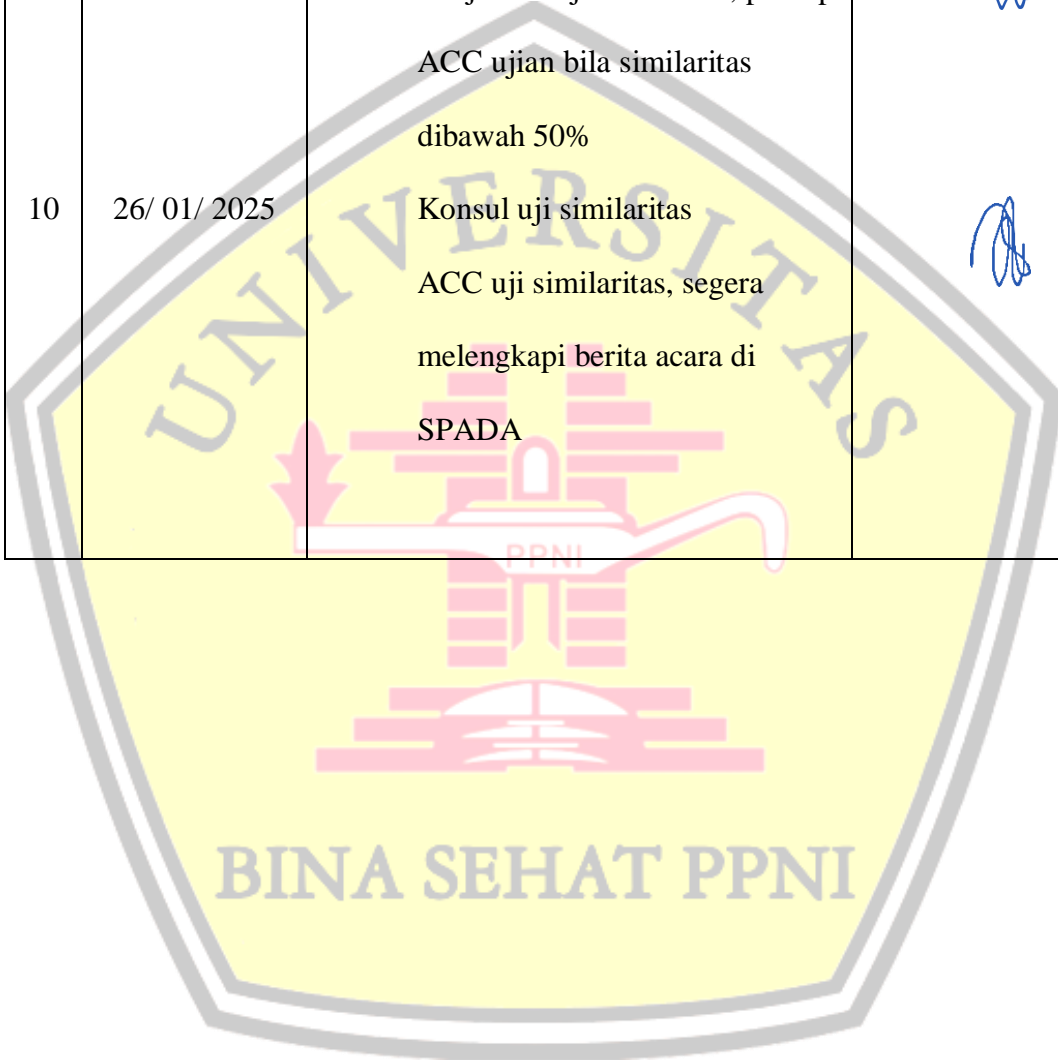 ACC ujian bila similaritas
dibawah 50%
10 26/ 01/ 2025 Konsul uji similaritas
ACC uji similaritas, segera
melengkapi berita acara di
SPADA
UNIVERSITAS
PPNI
BINA SEHAT PPNI